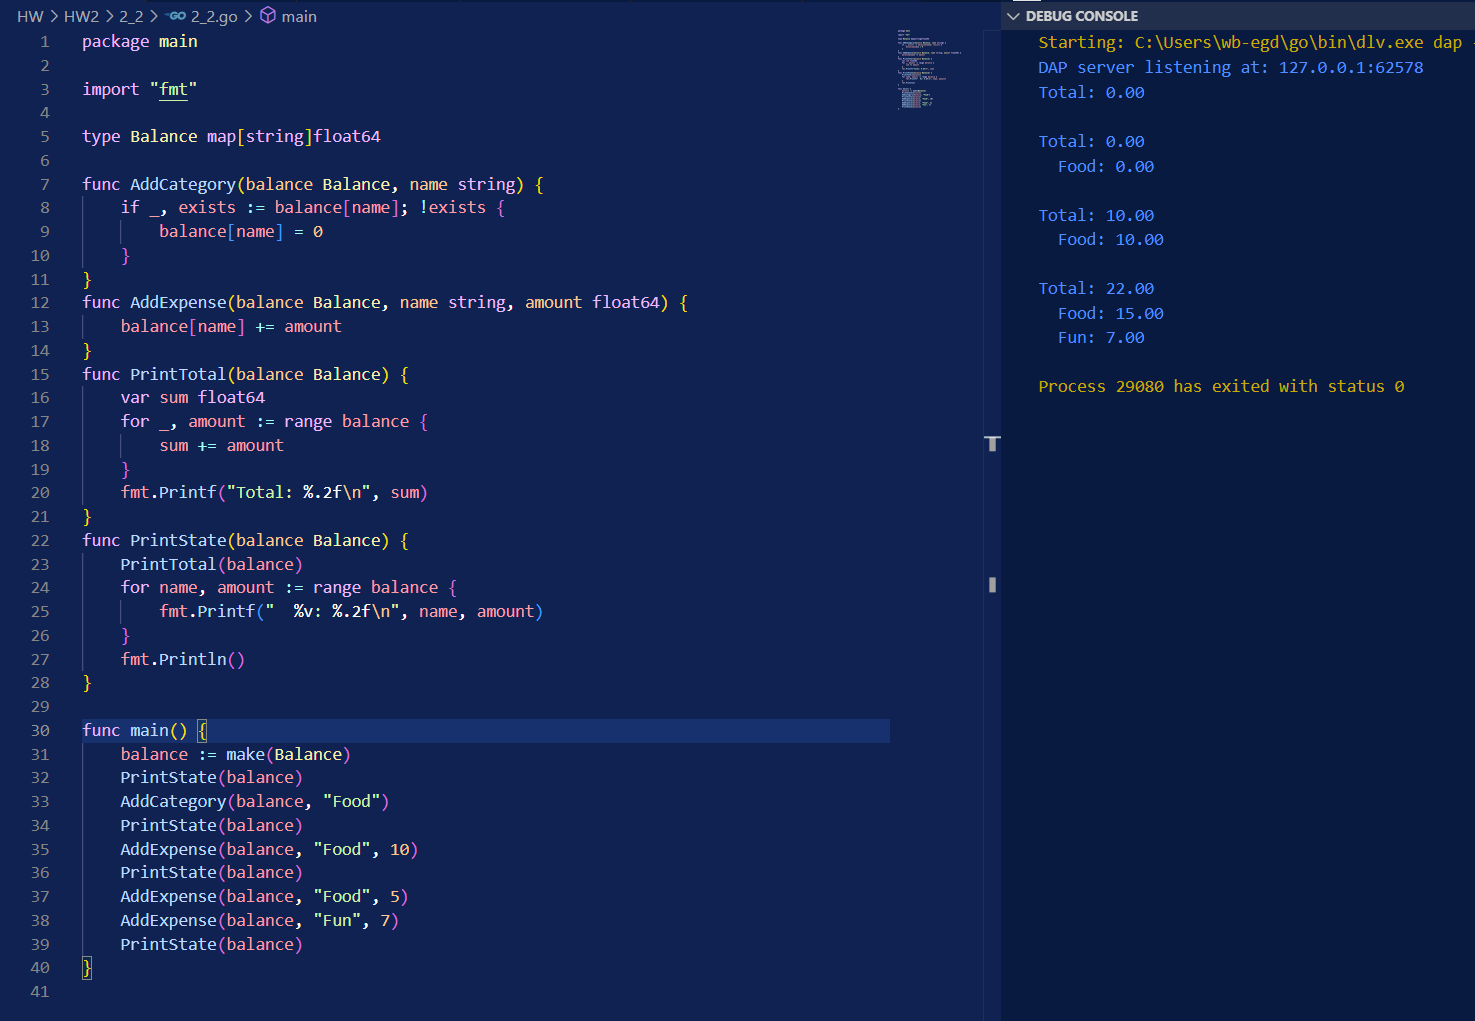 HW > HW2 > 2_2 > GO 2_2.go > main
1 package main
2
3 import "fmt"
4
5 type Balance map[string]float64
6
7 func AddCategory(balance Balance, name string) {
8     if _, exists := balance[name]; !exists {
9         balance[name] = 0
10     }
11 }
12 func AddExpense(balance Balance, name string, amount float64) {
13     balance[name] += amount
14 }
15 func PrintTotal(balance Balance) {
16     var sum float64
17     for _, amount := range balance {
18         sum += amount
19     }
20     fmt.Printf("Total: %.2f\n", sum)
21 }
22 func PrintState(balance Balance) {
23     PrintTotal(balance)
24     for name, amount := range balance {
25         fmt.Printf("  %v: %.2f\n", name, amount)
26     }
27     fmt.Println()
28 }
29
30 func main() {
31     balance := make(Balance)
32     PrintState(balance)
33     AddCategory(balance, "Food")
34     PrintState(balance)
35     AddExpense(balance, "Food", 10)
36     PrintState(balance)
37     AddExpense(balance, "Food", 5)
38     AddExpense(balance, "Fun", 7)
39     PrintState(balance)
40 }
41
DEBUG CONSOLE
Starting: C:\Users\wb-egd\go\bin\dlv.exe dap
DAP server listening at: 127.0.0.1:62578
Total: 0.00
Total: 0.00
  Food: 0.00
Total: 10.00
  Food: 10.00
Total: 22.00
  Food: 15.00
  Fun: 7.00
Process 29080 has exited with status 0